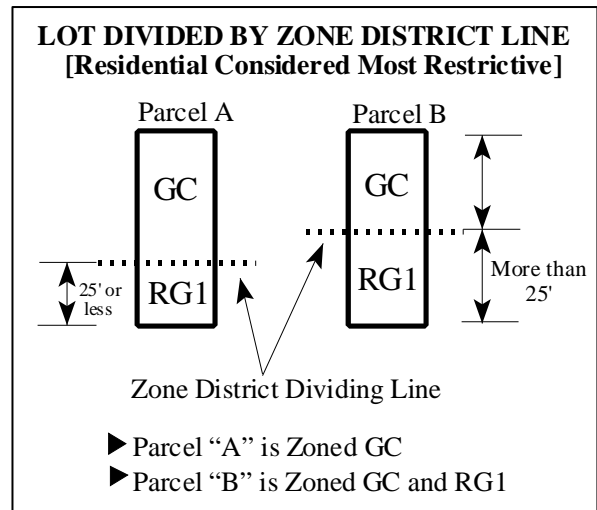 LOT DIVIDED BY ZONE DISTRICT LINE
[Residential Considered Most Restrictive]
Parcel A
Parcel B
GC
GC
RG1
RG1
25' or
less
More than
25'
Zone District Dividing Line
Parcel “A” is Zoned GC
Parcel “B” is Zoned GC and RG1